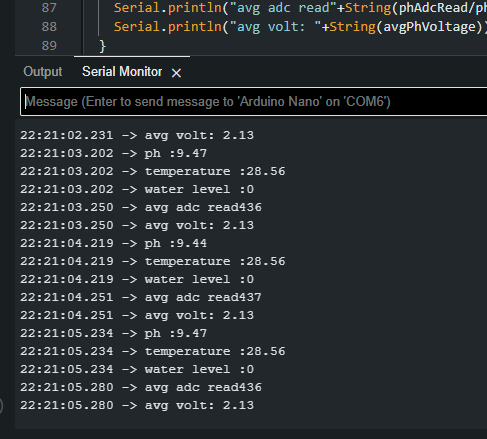 87 Serial.println("avg adc read"+String(phAdcRead/p
88 Serial.println("avg volt: "+String(avgPhVoltage))
89 }
Output Serial Monitor ×
Message (Enter to send message to 'Arduino Nano' on 'COM6')
22:21:02.231 -> avg volt: 2.13
22:21:03.202 -> ph :9.47
22:21:03.202 -> temperature :28.56
22:21:03.202 -> water level :0
22:21:03.250 -> avg adc read436
22:21:03.250 -> avg volt: 2.13
22:21:04.219 -> ph :9.44
22:21:04.219 -> temperature :28.56
22:21:04.219 -> water level :0
22:21:04.251 -> avg adc read437
22:21:04.251 -> avg volt: 2.13
22:21:05.234 -> ph :9.47
22:21:05.234 -> temperature :28.56
22:21:05.234 -> water level :0
22:21:05.280 -> avg adc read436
22:21:05.280 -> avg volt: 2.13